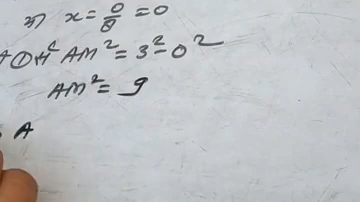 ⇒ x = 0/8 = 0
AM² = 3² - 0²
AM² = 9
A